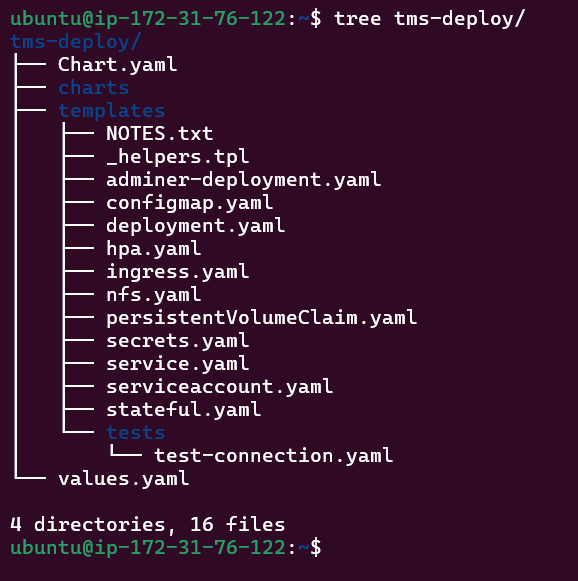 ubuntu@ip-172-31-76-122:~$ tree tms-deploy/
tms-deploy/
├── Chart.yaml
├── charts
├── templates
│   ├── NOTES.txt
│   ├── _helpers.tpl
│   ├── adminer-deployment.yaml
│   ├── configmap.yaml
│   ├── deployment.yaml
│   ├── hpa.yaml
│   ├── ingress.yaml
│   ├── nfs.yaml
│   ├── persistentVolumeClaim.yaml
│   ├── secrets.yaml
│   ├── service.yaml
│   ├── serviceaccount.yaml
│   ├── stateful.yaml
│   └── tests
│       └── test-connection.yaml
└── values.yaml

4 directories, 16 files
ubuntu@ip-172-31-76-122:~$